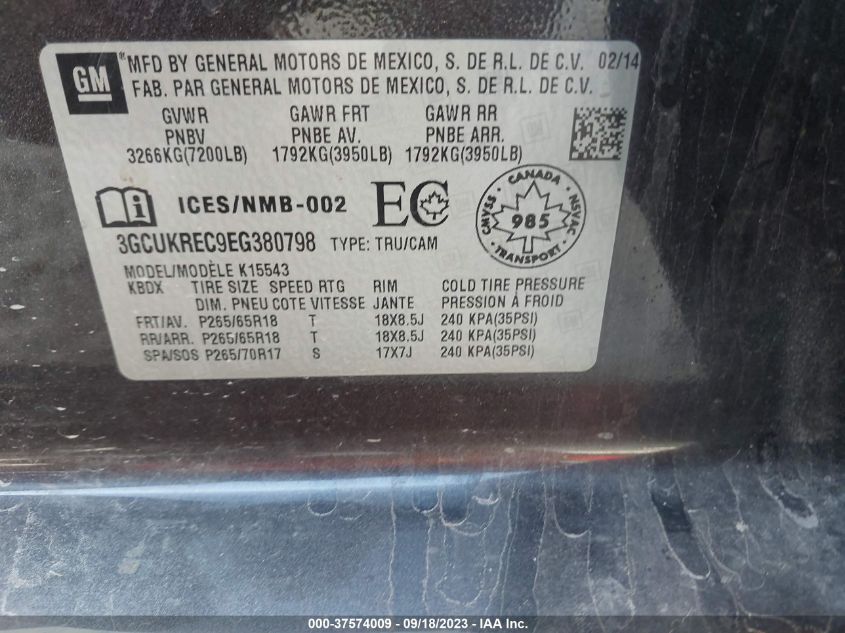 GM
® MFD BY GENERAL MOTORS DE MEXICO, S. DE R.L. DE C.V. 02/14
FAB. PAR GENERAL MOTORS DE MEXICO, S. DE R.L. DE C.V.
GVWR GAWR FRT GAWR RR
PNBV PNBE AV. PNBE ARR.
3266KG(7200LB) 1792KG(3950LB) 1792KG(3950LB)
i ICES/NMB-002 EC
CANADA CMVSS 985 NSVAC TRANSPORT
3GCUKREC9EG380798 TYPE: TRU/CAM
MODEL/MODÈLE K15543
KBDX TIRE SIZE SPEED RTG RIM COLD TIRE PRESSURE
DIM. PNEU COTE VITESSE JANTE PRESSION À FROID
FRT/AV. P265/65R18 T 18X8.5J 240 KPA(35PSI)
RR/ARR. P265/65R18 T 18X8.5J 240 KPA(35PSI)
SPA/SOS P265/70R17 S 17X7J 240 KPA(35PSI)
000-37574009 - 09/18/2023 - IAA Inc.